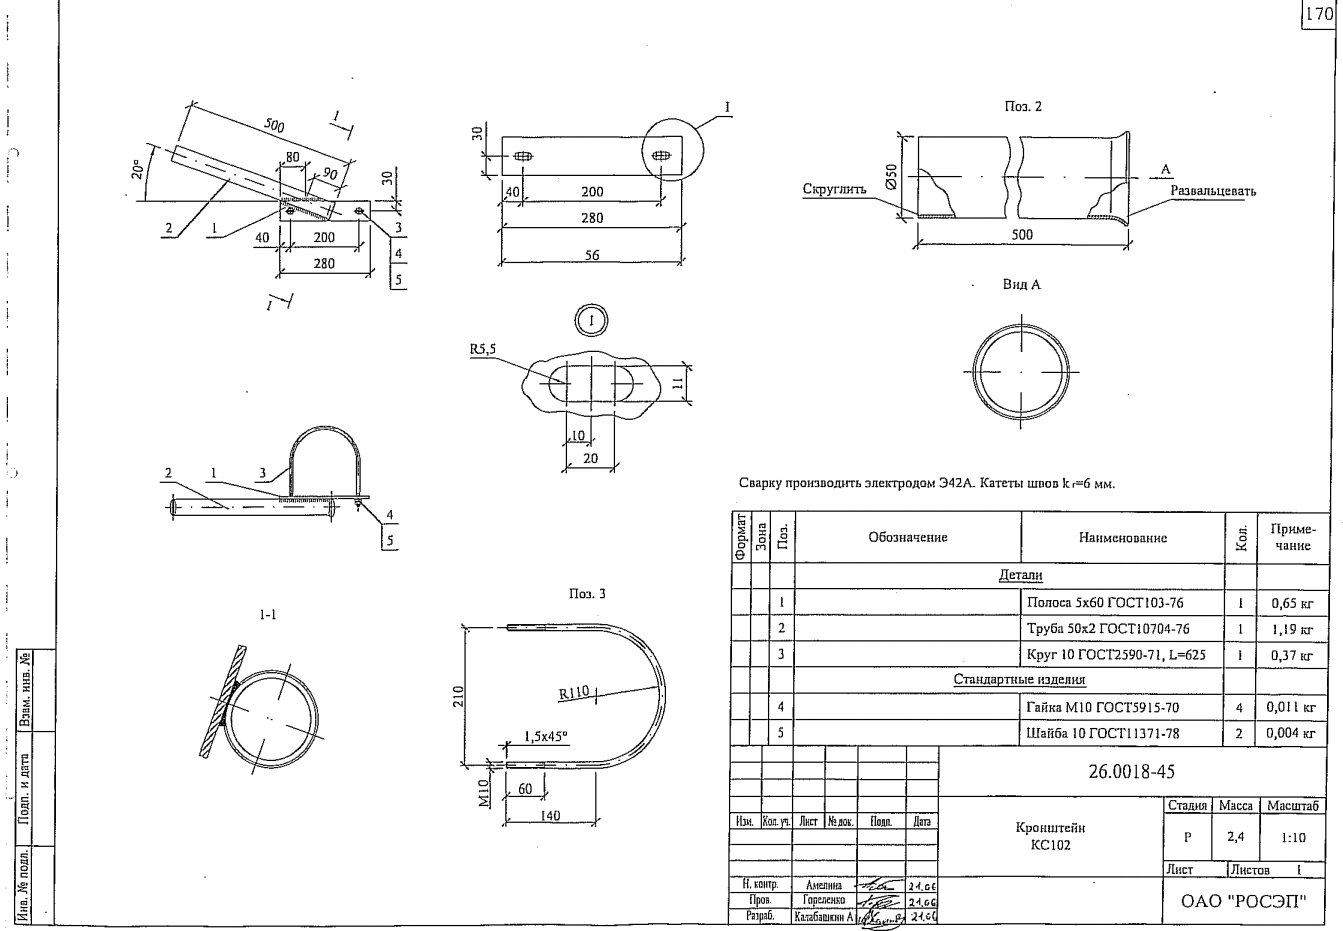 170
500
1
80
90
20°
30
2
1
40
200
280
3
4
5
1
I
30
40
200
280
56
Поз. 2
Ø50
Скруглить
А
Развальцевать
500
Вид А
I
R5,5
11
10
20
2
1
3
4
5
1-1
Поз. 3
210
R110
1,5х45°
М10
60
140
Сварку производить электродом Э42А. Катеты швов k г=6 мм.
Формат Зона Поз. Обозначение Наименование Кол. Приме-
чание
Детали
1 Полоса 5х60 ГОСТ103-76 1 0,65 кг
2 Труба 50х2 ГОСТ10704-76 1 1,19 кг
3 Круг 10 ГОСТ2590-71, L=625 1 0,37 кг
Стандартные изделия
4 Гайка М10 ГОСТ5915-70 4 0,011 кг
5 Шайба 10 ГОСТ11371-78 2 0,004 кг
26.0018-45
Изм. Кол. уч. Лист № док. Подп. Дата
Кронштейн
КС102
Стадия Масса Масштаб
Р 2,4 1:10
Лист Листов 1
Н. контр. Амелина 21.06
Пров. Гореленко 21.06
Разраб. Калабашкин А 21.06
ОАО "РОСЭП"
Взам. инв. №
Подп. и дата
Инв. № подл.